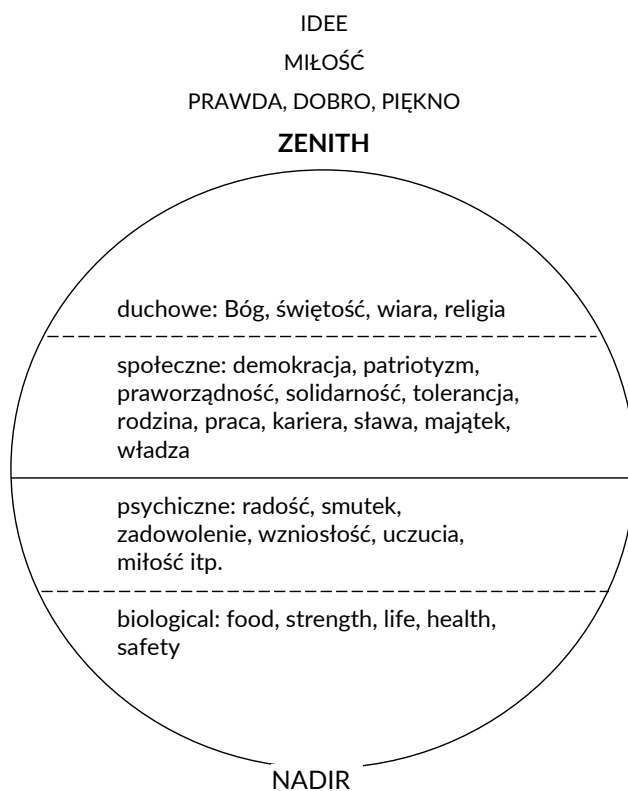 IDEE
MIŁOŚĆ
PRAWDA, DOBRO, PIĘKNO
ZENITH
duchowe: Bóg, świętość, wiara, religia
społeczne: demokracja, patriotyzm,
praworządność, solidarność, tolerancja,
rodzina, praca, kariera, sława, majątek,
władza
psychiczne: radość, smutek,
zadowolenie, wzniosłość, uczucia,
miłość itp.
biological: food, strength, life, health,
safety
NADIR